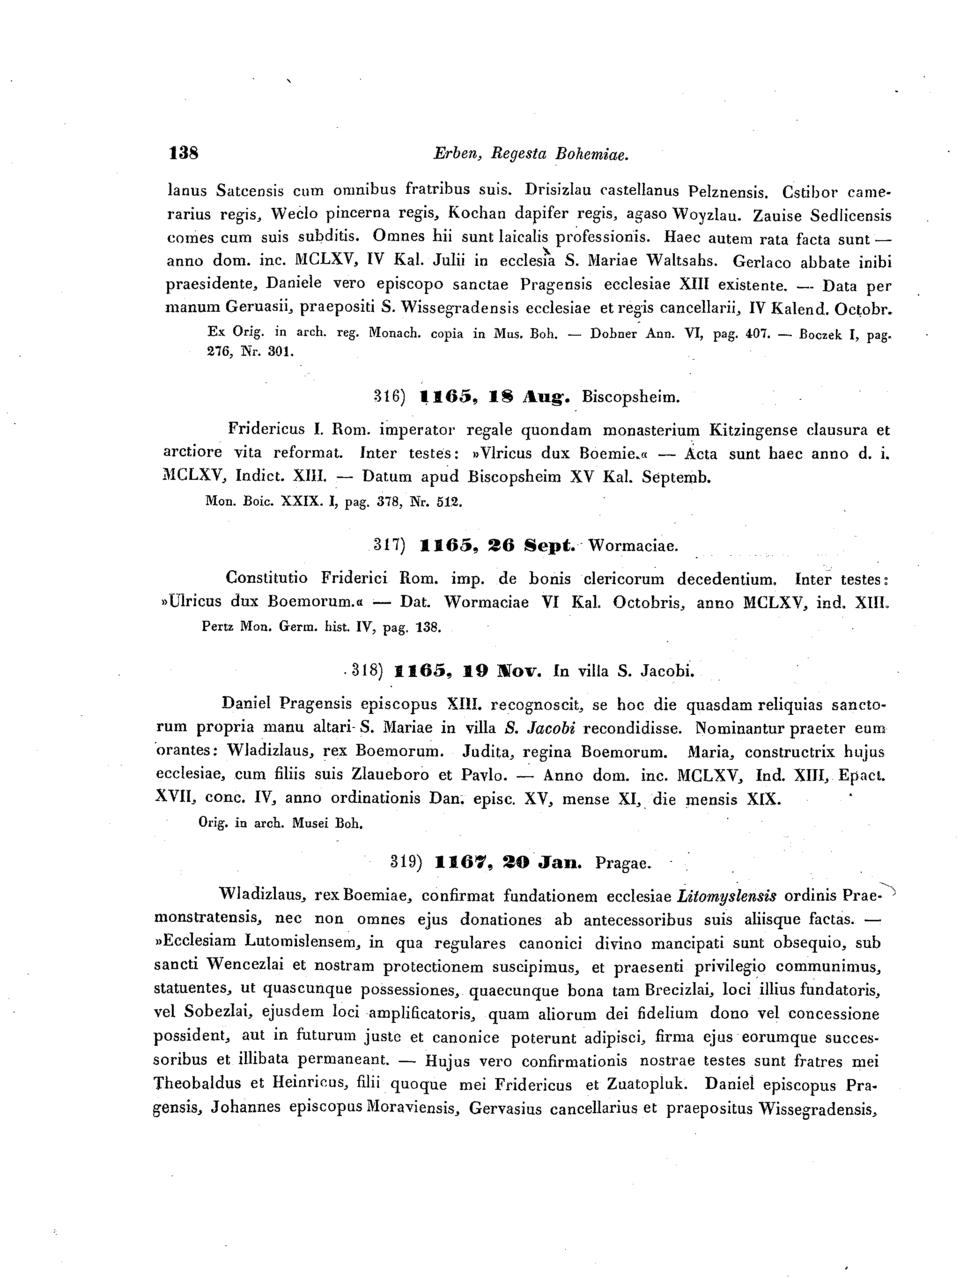 138 Erben, Regesta Bohemiae.
lanus Satcensis cum omnibus fratribus suis. Drisizlau castellanus Pelznensis. Cstibor came-
rarius regis, Weclo pincerna regis, Kochan dapifer regis, agaso Woyzlau. Zauise Sedlicensis
comes cum suis subditis. Omnes hii sunt laicalis professionis. Haec autem rata facta sunt —
anno dom. inc. MCLXV, IV Kal. Julii in ecclesia S. Mariae Waltsahs. Gerlaco abbate inibi
praesidente, Daniele vero episcopo sanctae Pragensis ecclesiae XIII existente. — Data per
manum Geruasii, praepositi S. Wissegradensis ecclesiae et regis cancellarii, IV Kalend. Octobr.
Ex Orig. in arch. reg. Monach. copia in Mus. Boh. — Dobner Ann. VI, pag. 407. — Boczek I, pag.
276, Nr. 301.
316) 1165, 18 Aug. Biscopsheim.
Fridericus I. Rom. imperator regale quondam monasterium Kitzingense clausura et
arctiore vita reformat. Inter testes: »Vlricus dux Boemie.« — Acta sunt haec anno d. i.
MCLXV, Indict. XIII. — Datum apud Biscopsheim XV Kal. Septemb.
Mon. Boic. XXIX. I, pag. 378, Nr. 512.
317) 1165, 26 Sept. Wormaciae.
Constitutio Friderici Rom. imp. de bonis clericorum decedentium. Inter testes:
»Ulricus dux Boemorum.« — Dat. Wormaciae VI Kal. Octobris, anno MCLXV, ind. XIII.
Pertz Mon. Germ. hist. IV, pag. 138.
318) 1165, 19 Nov. In villa S. Jacobi.
Daniel Pragensis episcopus XIII. recognoscit, se hoc die quasdam reliquias sancto-
rum propria manu altari S. Mariae in villa S. Jacobi recondidisse. Nominantur praeter eum
orantes: Wladizlaus, rex Boemorum. Judita, regina Boemorum. Maria, constructrix hujus
ecclesiae, cum filiis suis Zlaueboro et Pavlo. — Anno dom. inc. MCLXV, Ind. XIII, Epact.
XVII, conc. IV, anno ordinationis Dan. episc. XV, mense XI, die mensis XIX.
Orig. in arch. Musei Boh.
319) 1167, 20 Jan. Pragae.
Wladizlaus, rex Boemiae, confirmat fundationem ecclesiae Litomyslensis ordinis Prae-
monstratensis, nec non omnes ejus donationes ab antecessoribus suis aliisque factas. —
»Ecclesiam Lutomislensem, in qua regulares canonici divino mancipati sunt obsequio, sub
sancti Wencezlai et nostram protectionem suscipimus, et praesenti privilegio communimus,
statuentes, ut quascunque possessiones, quaecunque bona tam Brecizlai, loci illius fundatoris,
vel Sobezlai, ejusdem loci amplificatoris, quam aliorum dei fidelium dono vel concessione
possident, aut in futurum juste et canonice poterunt adipisci, firma ejus eorumque succes-
soribus et illibata permaneant. — Hujus vero confirmationis nostrae testes sunt fratres mei
Theobaldus et Heinricus, filii quoque mei Fridericus et Zuatopluk. Daniel episcopus Pra-
gensis, Johannes episcopus Moraviensis, Gervasius cancellarius et praepositus Wissegradensis,